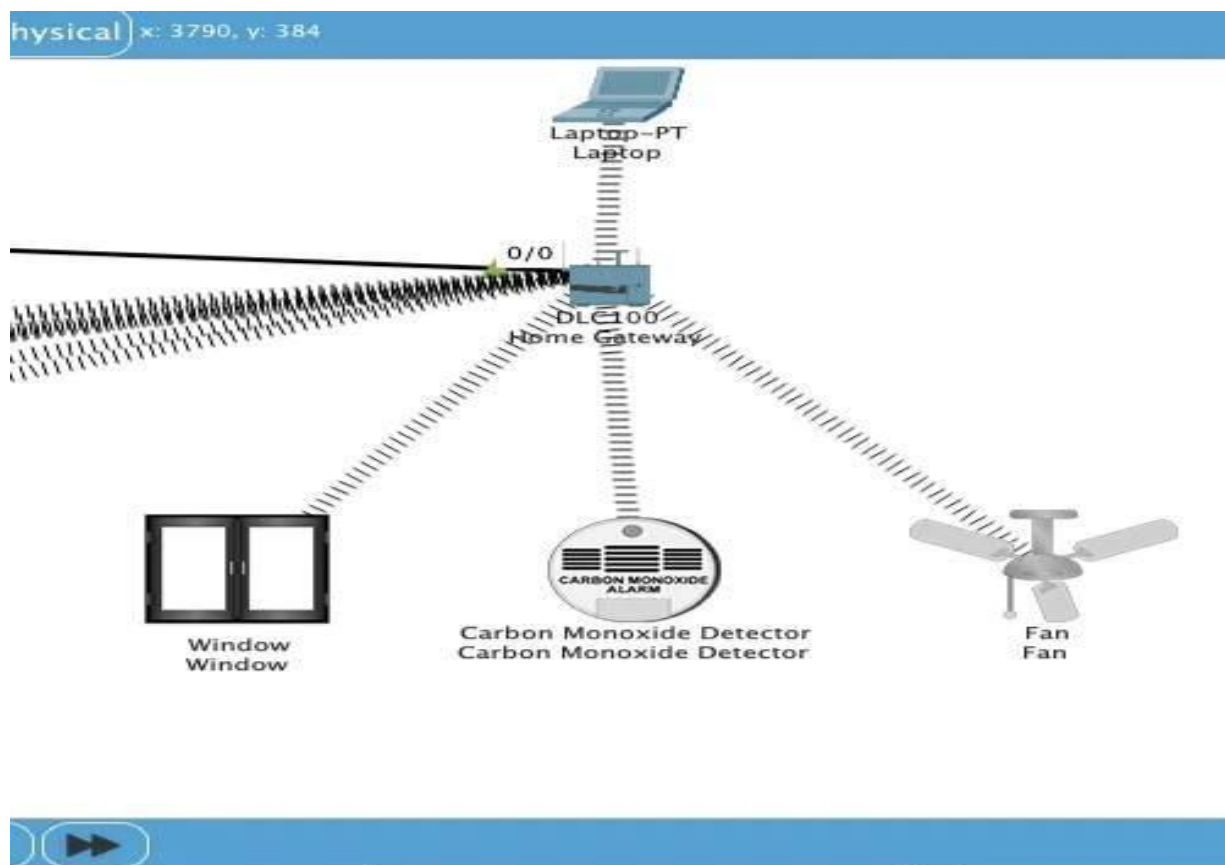 hysical x: 3790, y: 384
Laptop-PT
Laptop
0/0
DLC100
Home Gateway
CARBON MONOXIDE
ALARM
Window
Window
Carbon Monoxide Detector
Carbon Monoxide Detector
Fan
Fan